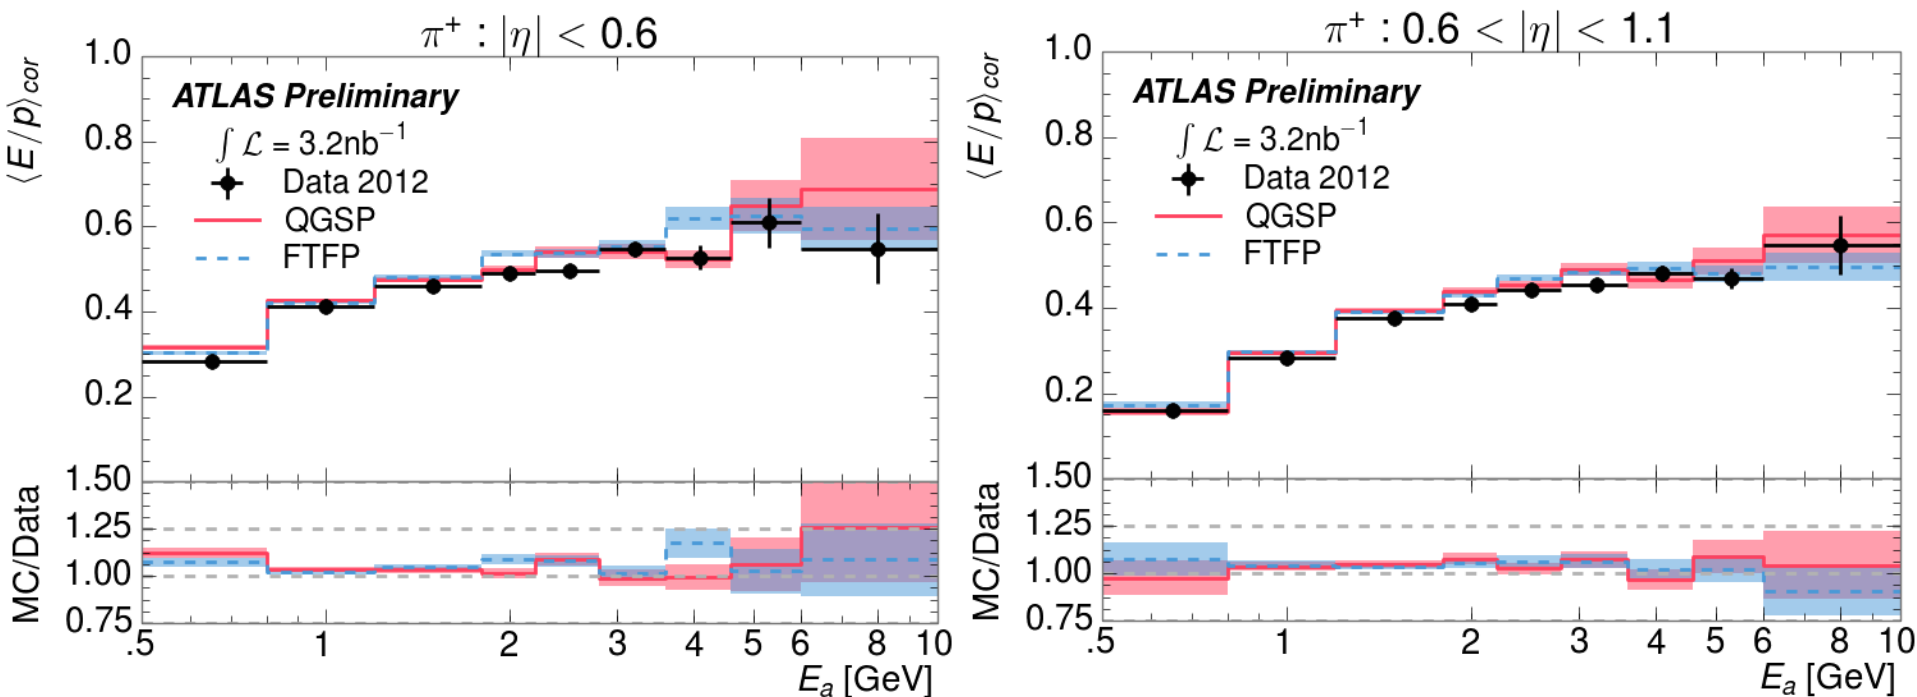 π⁺ : |η| < 0.6
⟨E/p⟩cor
1.0
0.8
0.6
0.4
0.2
ATLAS Preliminary
∫ ℒ = 3.2nb⁻¹
Data 2012
QGSP
FTFP
MC/Data
1.50
1.25
1.00
0.75
.5 1 2 3 4 5 6 8 10
Eₐ [GeV]
π⁺ : 0.6 < |η| < 1.1
⟨E/p⟩cor
1.0
0.8
0.6
0.4
0.2
ATLAS Preliminary
∫ ℒ = 3.2nb⁻¹
Data 2012
QGSP
FTFP
MC/Data
1.50
1.25
1.00
0.75
.5 1 2 3 4 5 6 8 10
Eₐ [GeV]